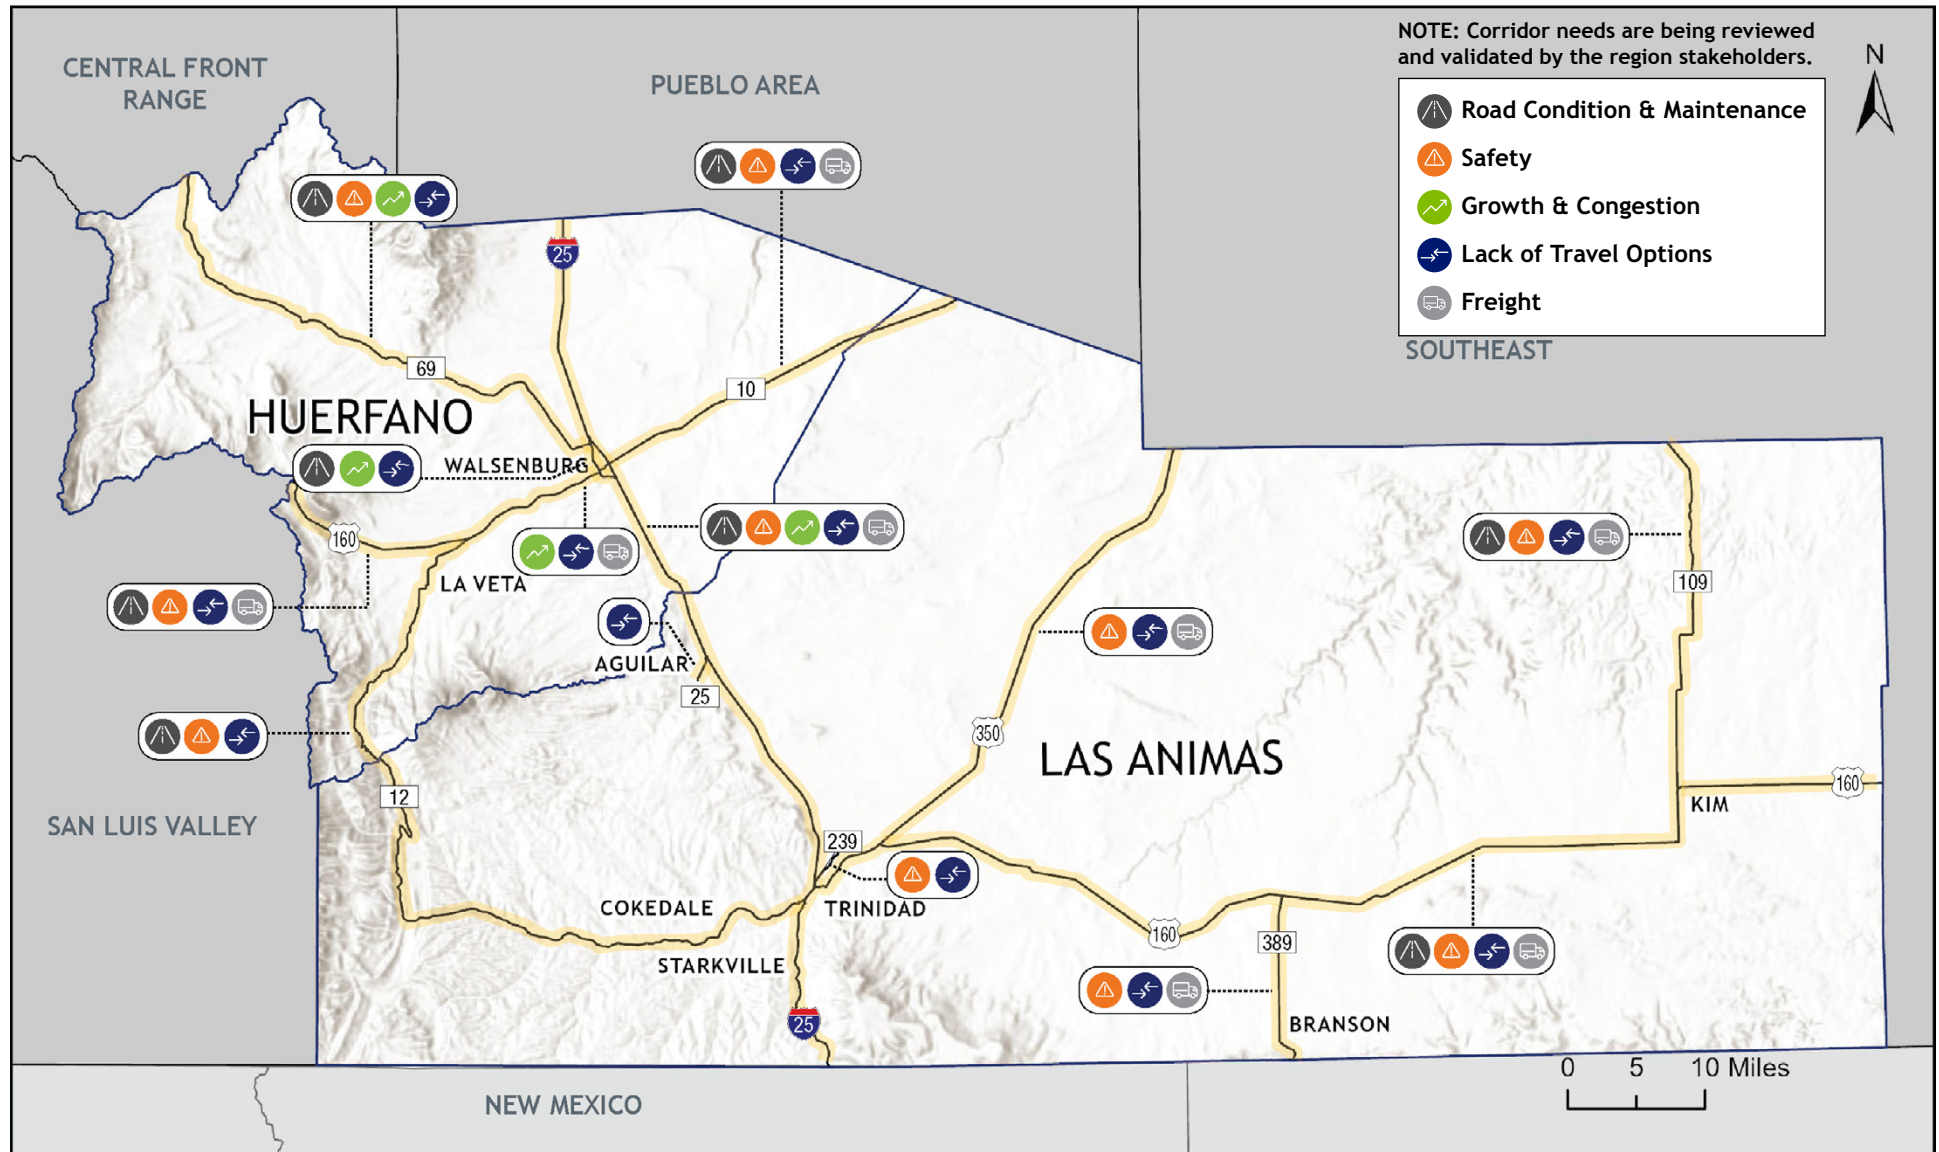 NOTE: Corridor needs are being reviewed
and validated by the region stakeholders.
N
CENTRAL FRONT
RANGE
PUEBLO AREA
Road Condition & Maintenance
Safety
Growth & Congestion
Lack of Travel Options
Freight
SOUTHEAST
25
69
10
HUERFANO
WALSENBURG
160
LA VETA
109
AGUILAR
25
350
LAS ANIMAS
12
160
KIM
SAN LUIS VALLEY
239
COKEDALE
TRINIDAD
160
389
STARKVILLE
25
BRANSON
0 5 10 Miles
NEW MEXICO